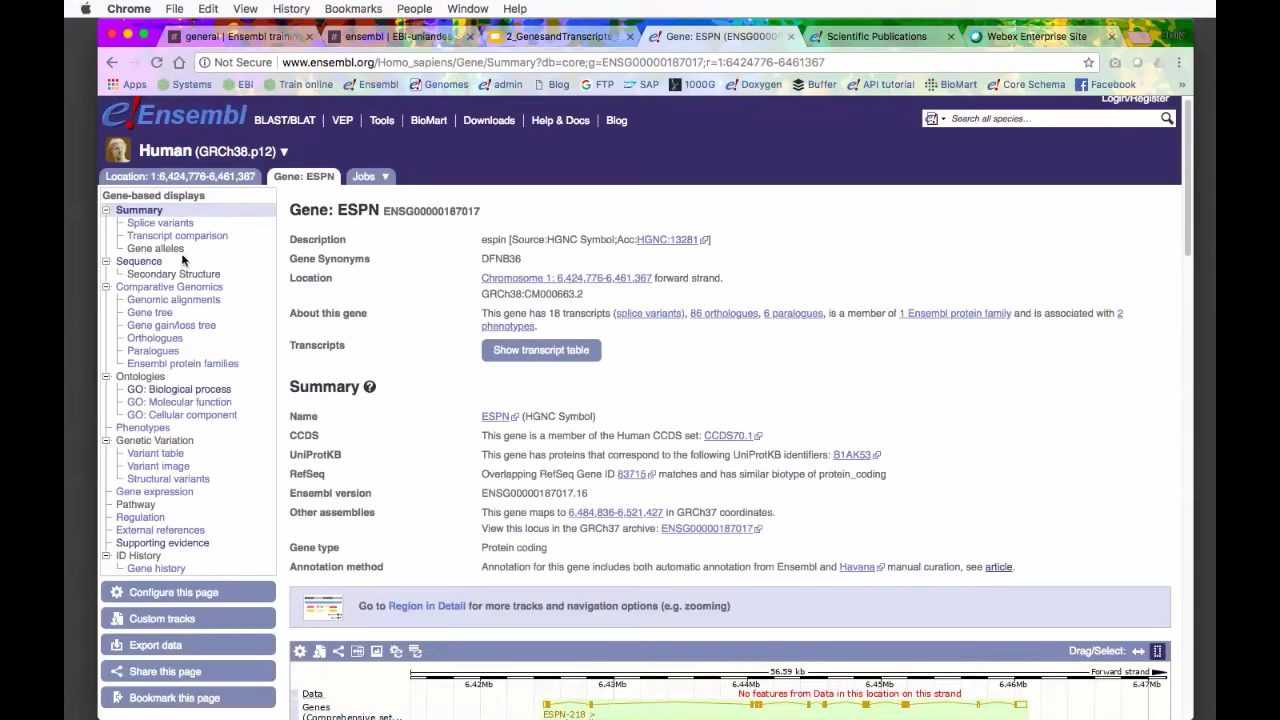 Chrome File Edit View History Bookmarks People Window Help
general | Ensembl training ensembl | EBI-uniandes 2_GenesandTranscripts Gene: ESPN (ENSG0000 Scientific Publications Webex Enterprise Site
Not Secure www.ensembl.org/Homo_sapiens/Gene/Summary?db=core;g=ENSG00000187017;r=1:6424776-6461367
Apps Systems EBI Train online Ensembl Genomes admin Blog FTP SAP 1000G Doxygen Buffer API tutorial BioMart Core Schema Facebook »
Login/Register
e!Ensembl BLAST/BLAT VEP Tools BioMart Downloads Help & Docs Blog Search all species...
Human (GRCh38.p12) ▼
Location: 1:6,424,776-6,461,367 Gene: ESPN Jobs ▼
Gene-based displays
Summary
Splice variants
Transcript comparison
Gene alleles
Sequence
Secondary Structure
Comparative Genomics
Genomic alignments
Gene tree
Gene gain/loss tree
Orthologues
Paralogues
Ensembl protein families
Ontologies
GO: Biological process
GO: Molecular function
GO: Cellular component
Phenotypes
Genetic Variation
Variant table
Variant image
Structural variants
Gene expression
Pathway
Regulation
External references
Supporting evidence
ID History
Gene history
Configure this page
Custom tracks
Export data
Share this page
Bookmark this page
Gene: ESPN ENSG00000187017
Description espin [Source:HGNC Symbol;Acc:HGNC:13281]
Gene Synonyms DFNB36
Location Chromosome 1: 6,424,776-6,461,367 forward strand.
GRCh38:CM000663.2
About this gene This gene has 18 transcripts (splice variants), 86 orthologues, 6 paralogues, is a member of 1 Ensembl protein family and is associated with 2
phenotypes.
Transcripts Show transcript table
Summary
Name ESPN (HGNC Symbol)
CCDS This gene is a member of the Human CCDS set: CCDS70.1
UniProtKB This gene has proteins that correspond to the following UniProtKB identifiers: B1AK53
RefSeq Overlapping RefSeq Gene ID 83715 matches and has similar biotype of protein_coding
Ensembl version ENSG00000187017.16
Other assemblies This gene maps to 6,484,836-6,521,427 in GRCh37 coordinates.
View this locus in the GRCh37 archive: ENSG00000187017
Gene type Protein coding
Annotation method Annotation for this gene includes both automatic annotation from Ensembl and Havana manual curation, see article.
Go to Region in Detail for more tracks and navigation options (e.g. zooming)
Drag/Select:
56.59 kb Forward strand
6.42Mb 6.43Mb 6.44Mb 6.45Mb 6.46Mb 6.47Mb
Data No features from Data in this location on this strand
Genes
(Comprehensive set... ESPN-218 >